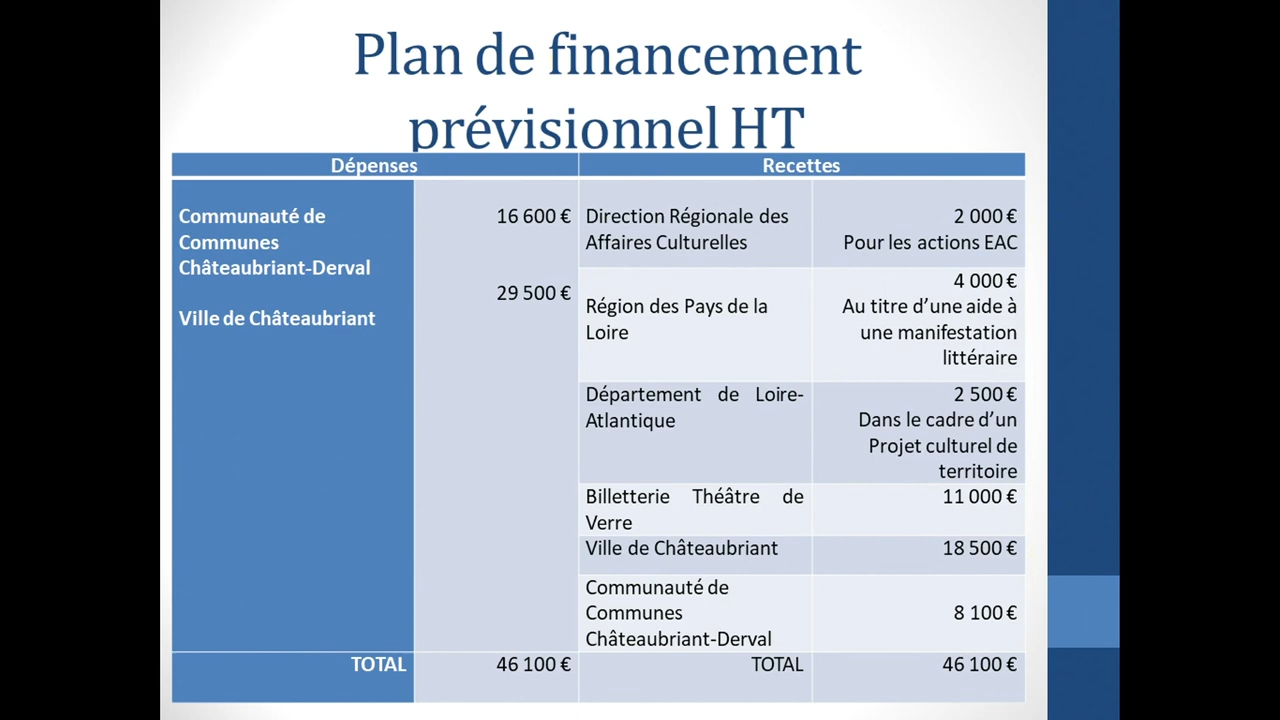 Plan de financement
prévisionnel HT
Dépenses
Recettes
Communauté de
Communes
Châteaubriant-Derval
Ville de Châteaubriant
16 600 €
29 500 €
Direction Régionale des
Affaires Culturelles
2 000 €
Pour les actions EAC
Région des Pays de la
Loire
4 000 €
Au titre d’une aide à
une manifestation
littéraire
Département de Loire-
Atlantique
2 500 €
Dans le cadre d’un
Projet culturel de
territoire
Billetterie Théâtre de
Verre
11 000 €
Ville de Châteaubriant
18 500 €
Communauté de
Communes
Châteaubriant-Derval
8 100 €
TOTAL
46 100 €
TOTAL
46 100 €